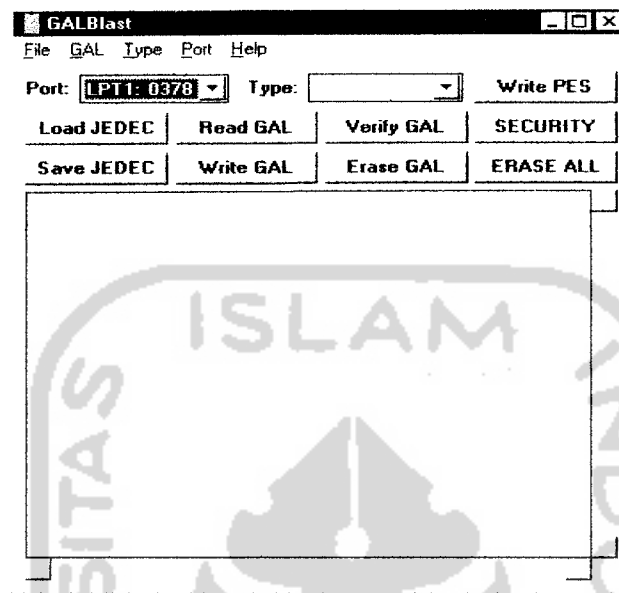 GALBlast
File GAL Type Port Help
Port: LPT1: 0378 Type: Write PES
Load JEDEC Read GAL Verify GAL SECURITY
Save JEDEC Write GAL Erase GAL ERASE ALL
ISLAM
SITAS